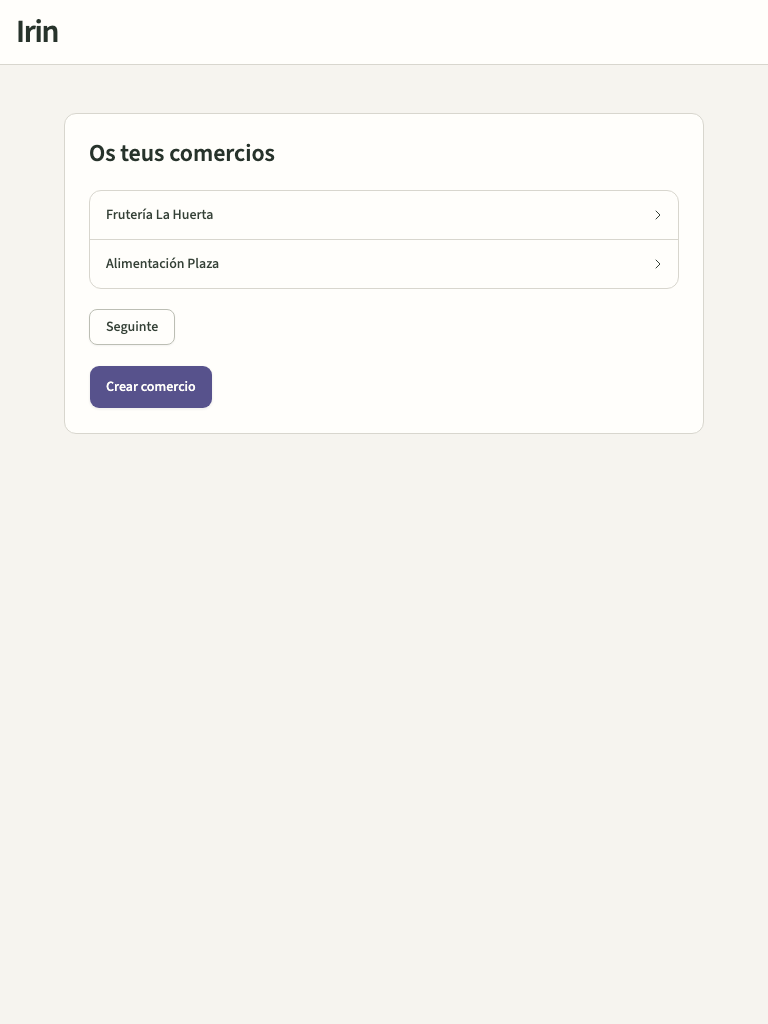 Irin
Os teus comercios
Frutería La Huerta
Alimentación Plaza
Seguinte
Crear comercio